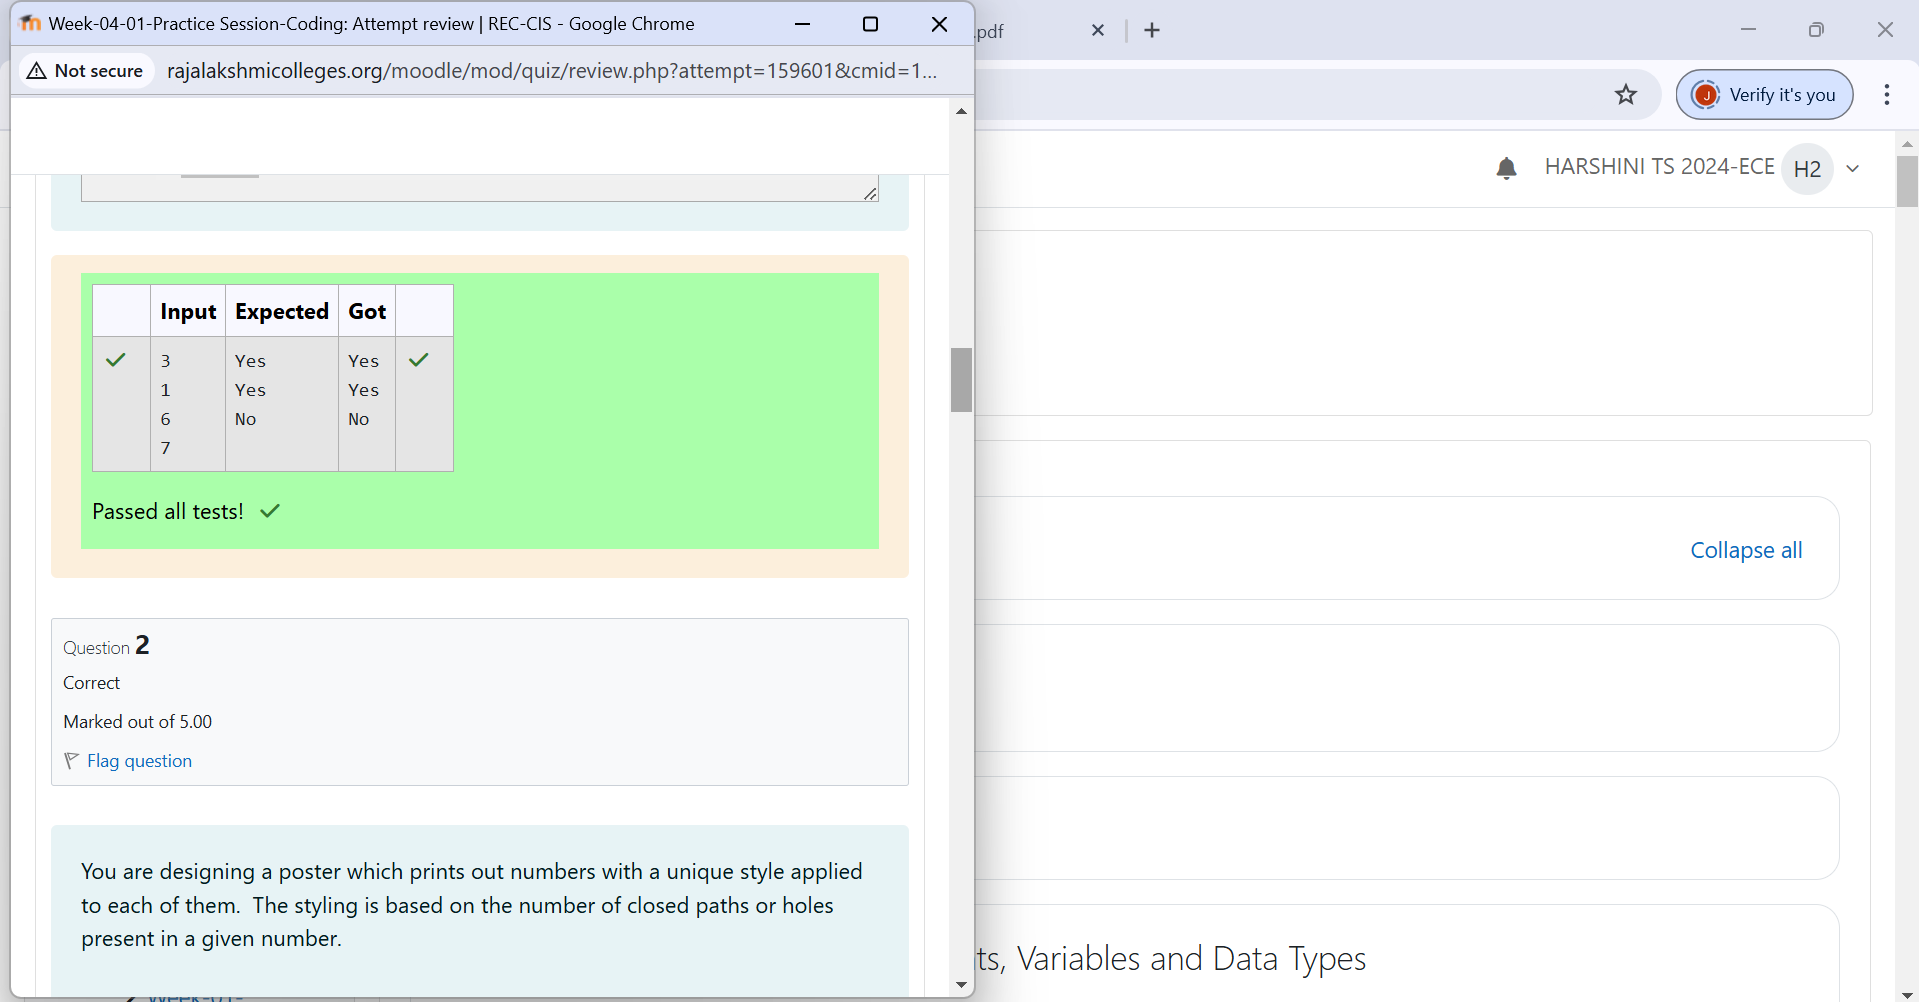 Week-04-01-Practice Session-Coding: Attempt review | REC-CIS - Google Chrome
.pdf
Not secure
rajalakshmicolleges.org/moodle/mod/quiz/review.php?attempt=159601&cmid=1...
J
Verify it's you
HARSHINI TS 2024-ECE
H2
Input Expected Got
3 Yes Yes
1 Yes Yes
6 No No
7
Passed all tests!
Collapse all
Question 2
Correct
Marked out of 5.00
Flag question
You are designing a poster which prints out numbers with a unique style applied
to each of them. The styling is based on the number of closed paths or holes
present in a given number.
ts, Variables and Data Types
Week-01-